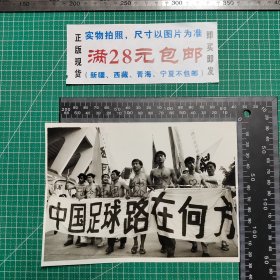 正版现货
实物拍照，尺寸以图片为准
满28元包邮
（新疆、西藏、青海、宁夏不包邮）
即买即发
中国足球路在何方